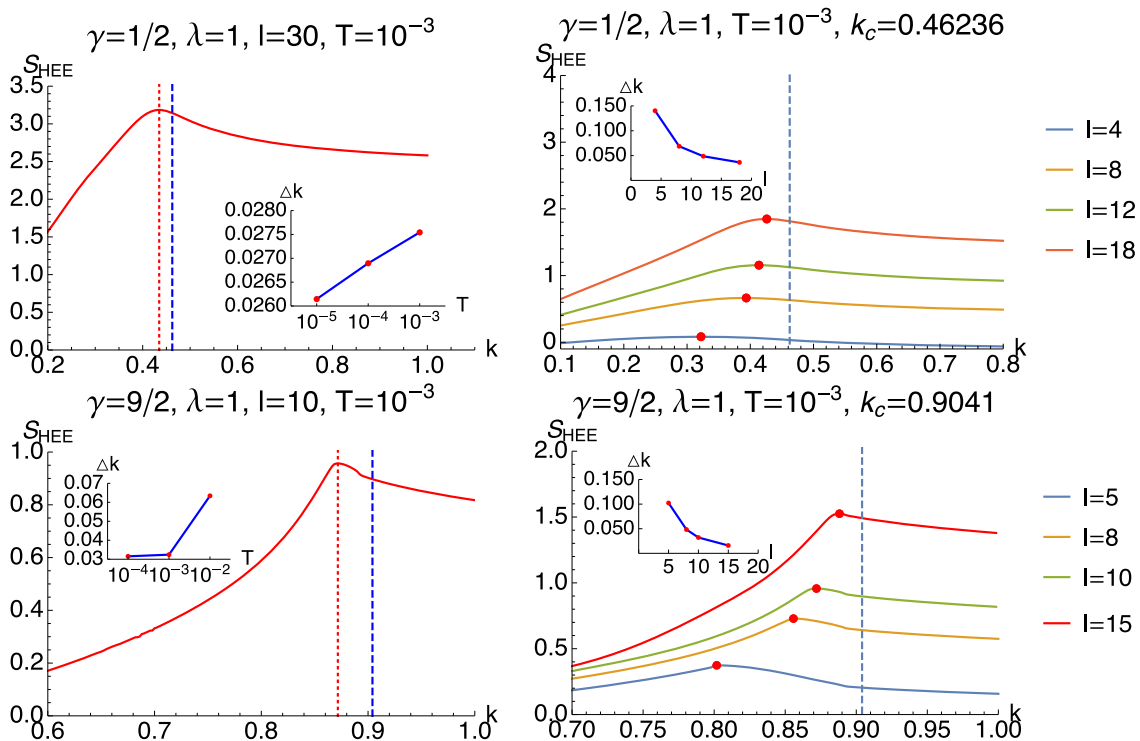 γ=1/2, λ=1, l=30, T=10⁻³
S_HEE
3.5
3.0
2.5
2.0
1.5
1.0
0.5
0.0
0.2 0.4 0.6 0.8 1.0 k
Δk
0.0280
0.0270
0.0260
10⁻⁵ 10⁻⁴ 10⁻³ T
γ=1/2, λ=1, T=10⁻³, k_c=0.46236
S_HEE
4
3
2
1
0
0.1 0.2 0.3 0.4 0.5 0.6 0.7 0.8 k
Δk
0.150
0.100
0.050
0 5 10 15 20 l
l=4
l=8
l=12
l=18
γ=9/2, λ=1, l=10, T=10⁻³
S_HEE
1.0
0.8
0.6
0.4
0.2
0.0
0.6 0.7 0.8 0.9 1.0 k
Δk
0.07
0.06
0.05
0.04
0.03
10⁻⁴ 10⁻³ 10⁻² T
γ=9/2, λ=1, T=10⁻³, k_c=0.9041
S_HEE
2.0
1.5
1.0
0.5
0.0
0.70 0.75 0.80 0.85 0.90 0.95 1.00 k
Δk
0.150
0.100
0.050
5 10 15 20 l
l=5
l=8
l=10
l=15